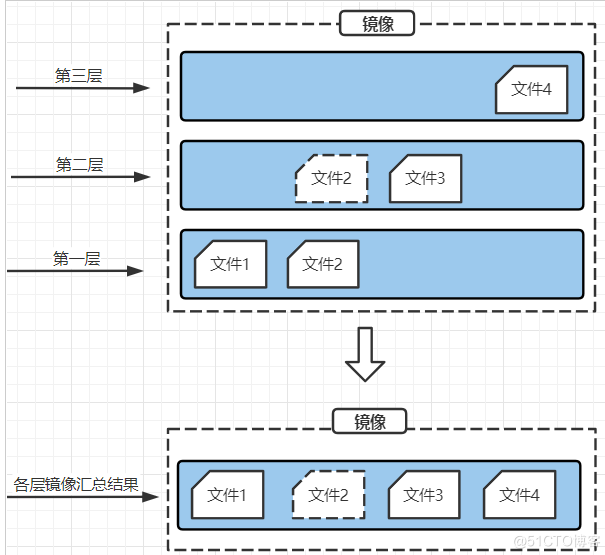 镜像
第三层
文件4
第二层
文件2
文件3
第一层
文件1
文件2
镜像
各层镜像汇总结果
文件1
文件2
文件3
文件4
@51CTO博客